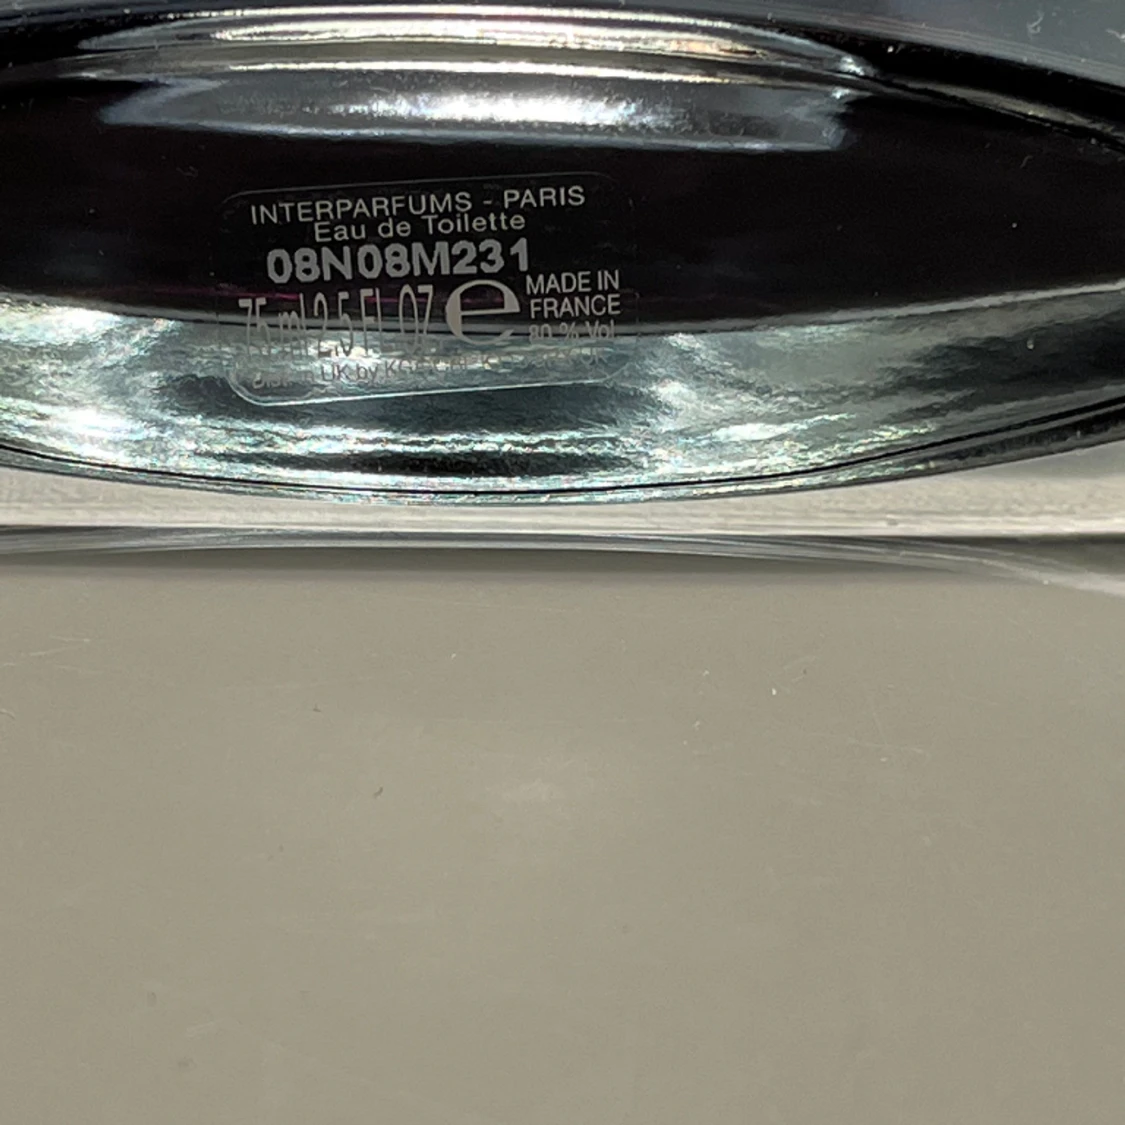 INTERPARFUMS - PARIS
Eau de Toilette
08N08M231
75 ml 2.5 FL OZ e MADE IN
FRANCE
80 % Vol
UK by